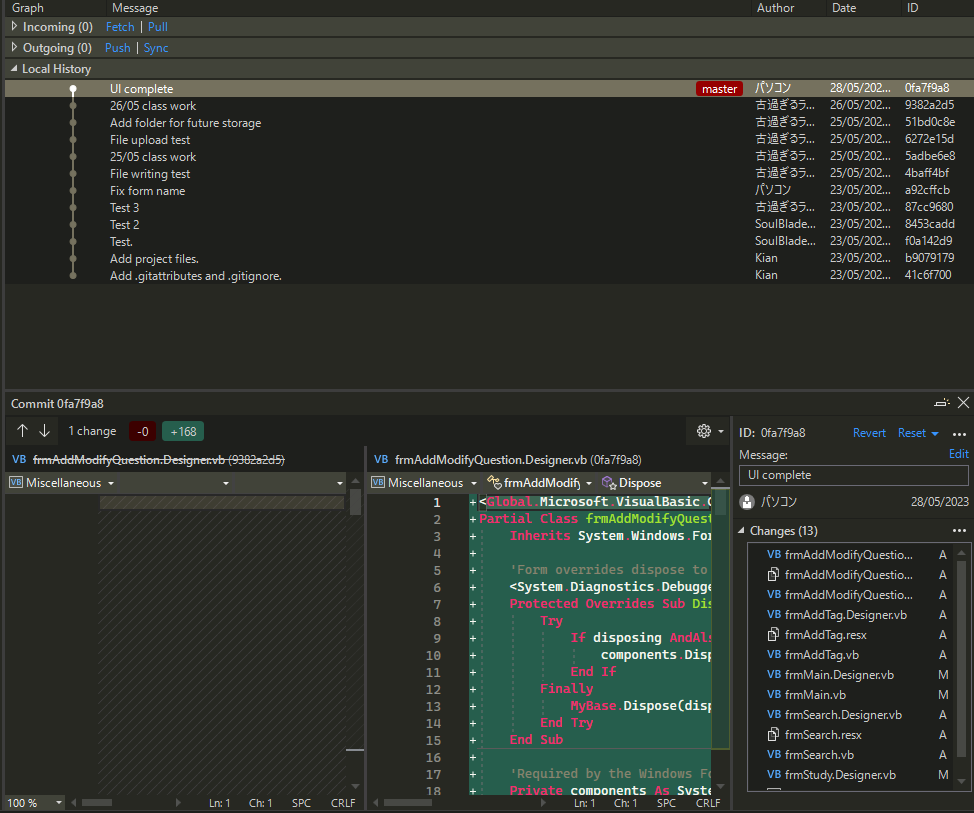 Graph Message Author Date ID
Incoming (0) Fetch | Pull
Outgoing (0) Push | Sync
Local History
UI complete master パソコン 28/05/202... 0fa7f9a8
26/05 class work 古過ぎるラ... 26/05/202... 9382a2d5
Add folder for future storage 古過ぎるラ... 25/05/202... 51bd0c8e
File upload test 古過ぎるラ... 25/05/202... 6272e15d
25/05 class work 古過ぎるラ... 25/05/202... 5adbe6e8
File writing test 古過ぎるラ... 25/05/202... 4baff4bf
Fix form name パソコン 23/05/202... a92cffcb
Test 3 古過ぎるラ... 23/05/202... 87cc9680
Test 2 SoulBlade... 23/05/202... 8453cadd
Test. SoulBlade... 23/05/202... f0a142d9
Add project files. Kian 23/05/202... b9079179
Add .gitattributes and .gitignore. Kian 23/05/202... 41c6f700
Commit 0fa7f9a8
1 change -0 +168
VB frmAddModifyQuestion.Designer.vb (9382a2d5)
VB Miscellaneous
100 % Ln: 1 Ch: 1 SPC CRLF
VB frmAddModifyQuestion.Designer.vb (0fa7f9a8)
VB Miscellaneous frmAddModify Dispose
1 +<Global.Microsoft.VisualBasic.C
2 +Partial Class frmAddModifyQuest
3 + Inherits System.Windows.For
4 +
5 + 'Form overrides dispose to
6 + <System.Diagnostics.Debugge
7 + Protected Overrides Sub Dis
8 + Try
9 + If disposing AndAls
10 + components.Disp
11 + End If
12 + Finally
13 + MyBase.Dispose(disp
14 + End Try
15 + End Sub
16 +
17 + 'Required by the Windows Fo
18 + Private components As Syste
Ln: 1 Ch: 1 SPC CRLF
ID: 0fa7f9a8 Revert Reset ...
Message: Edit
UI complete
パソコン 28/05/2023
Changes (13) ...
VB frmAddModifyQuestio... A
frmAddModifyQuestio... A
VB frmAddModifyQuestio... A
VB frmAddTag.Designer.vb A
frmAddTag.resx A
VB frmAddTag.vb A
VB frmMain.Designer.vb M
VB frmMain.vb M
VB frmSearch.Designer.vb A
frmSearch.resx A
VB frmSearch.vb A
VB frmStudy.Designer.vb M